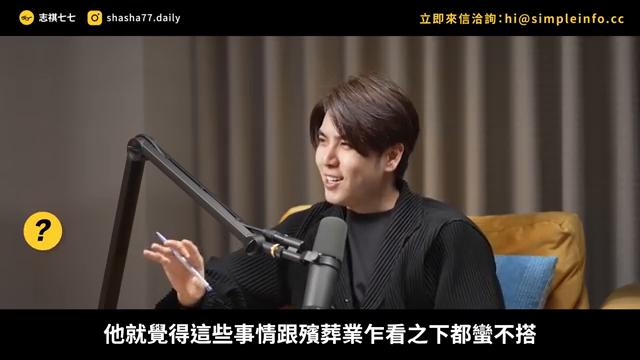 志祺七七
shasha77.daily
立即來信洽詢：hi@simpleinfo.cc
?
他就覺得這些事情跟殯葬業乍看之下都蠻不搭